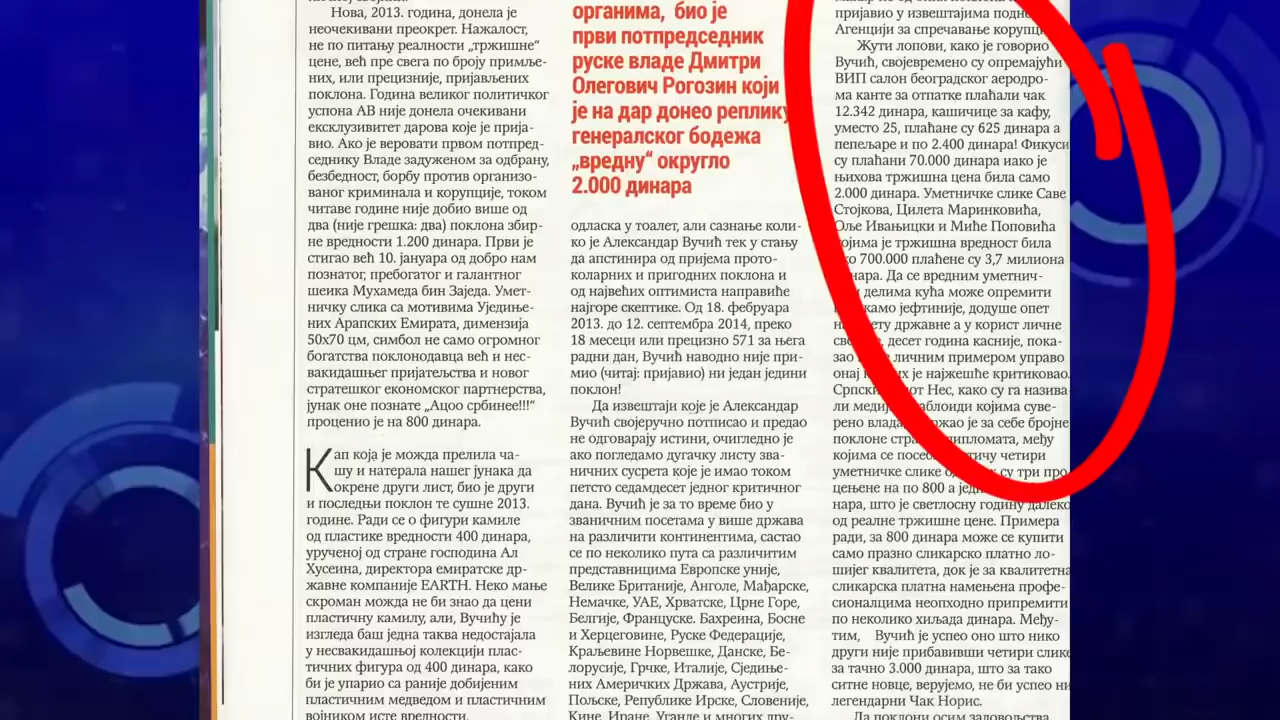 Нова, 2013. година, донела је
неочекивани преокрет. Нажалост,
не по питању реалности „тржишне“
цене, већ пре свега по броју примље-
них, или прецизније, пријављених
поклона. Година великог политичког
успона АВ није донела очекивани
ексклузивитет дарова које је прија-
вио. Ако је веровати првом потпред-
седнику Владе задуженом за одбрану,
безбедност, борбу против организо-
ваног криминала и корупције, током
читаве године није добио више од
два (није грешка: два) поклона збир-
не вредности 1.200 динара. Први је
стигао већ 10. јануара од добро нам
познатог, пребогатог и галантног
шеика Мухамеда бин Заједа. Умет-
ничку слика са мотивима Уједиње-
них Арапских Емирата, димензија
50x70 цм, симбол не само огромног
богатства поклонодавца већ и нес-
вакидашњег пријатељства и новог
стратешког економског партнерства,
јунак оне познате „Ацоо србинее!!!“
проценио је на 800 динара.
Кап која је можда прелила ча-
шу и натерала нашег јунака да
окрене други лист, био је други
и последњи поклон те сушне 2013.
године. Ради се о фигури камиле
од пластике вредности 400 динара,
урученој од стране господина Ал
Хусеина, директора емиратске др-
жавне компаније EARTH. Неко мање
скроман можда не би знао да цени
пластичну камилу, али, Вучићу је
изгледа баш једна таква недостајала
у несвакидашњој колекцији плас-
тичних фигура од 400 динара, како
би је упарио са раније добијеним
пластичним медведом и пластичним
војником исте вредности.
органима, био је
први потпредседник
руске владе Дмитри
Олегович Рогозин који
је на дар донео реплику
генералског бодежа
„вредну“ округло
2.000 динара
одласка у тоалет, али сазнање коли-
ко је Александар Вучић тек у стању
да апстинира од пријема прото-
коларних и пригодних поклона и
од највећих оптимиста направиће
најгоре скептике. Од 18. фебруара
2013. до 12. септембра 2014, преко
18 месеци или прецизно 571 за њега
радни дан, Вучић наводно није при-
мио (читај: пријавио) ни један једини
поклон!
Да извештаји које је Александар
Вучић својеручно потписао и предао
не одговарају истини, очигледно је
ако погледамо дугачку листу зва-
ничних сусрета које је имао током
петсто седамдесет једног критичног
дана. Вучић је за то време био у
званичним посетама у више држава
на различити континентима, састао
се по неколико пута са различитим
представницима Европске уније,
Велике Британије, Анголе, Мађарске,
Немачке, УАЕ, Хрватске, Црне Горе,
Белгије, Француске. Бахреина, Босне
и Херцеговине, Руске Федерације,
Краљевине Норвешке, Данске, Бе-
лорусије, Грчке, Италије, Сједиње-
них Америчких Држава, Аустрије,
Пољске, Републике Ирске, Словеније,
Кине, Иране, Уганде и многих дру-
пријавио у извештајима
Агенцији за спречавање
Жути лопови, како је говорио
Вучић, својевремено су опремајући
ВИП салон београдског аеродро-
ма канте за отпатке плаћали чак
12.342 динара, кашичице за кафу,
уместо 25, плаћане су 625 динара а
пепељаре и по 2.400 динара! Фикуси
су плаћани 70.000 динара иако је
њихова тржишна цена била само
2.000 динара. Уметничке слике Саве
Стојкова, Цилета Маринковића,
Оље Ивањицки и Миће Поповића
којима је тржишна вредност била
700.000 плаћене су 3,7 милиона
Да се вредним уметнич-
делима кућа може опремити
јефтиније, додуше опет
државне а у корист личне
десет година касније, пока-
личним примером управо
онај је најжешће критиковао.
Српски Нес, како су га назива-
ли којима суве-
рено је за себе бројне
поклоне дипломата, међу
којима се четири
уметничке слике су три про-
цењене на по 800 а
нара, што је светлосну годину далеко
од реалне тржишне цене. Примера
ради, за 800 динара може се купити
само празно сликарско платно ло-
шијег квалитета, док је за квалитетна
сликарска платна намењена профе-
сионалцима неопходно припремити
по неколико хиљада динара. Међу-
тим, Вучић је успео оно што нико
други није прибавивши четири слике
за тачно 3.000 динара, што за тако
ситне новце, верујемо, не би успео ни
легендарни Чак Норис.
Да поклони осим задовољства